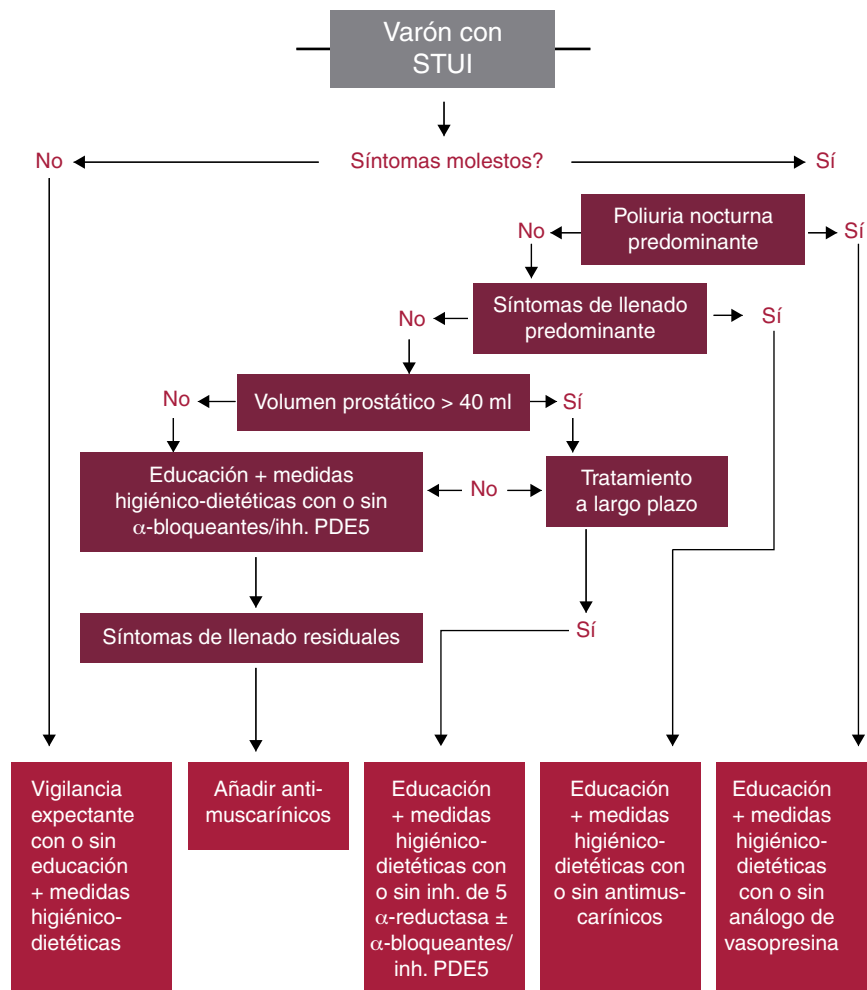 Varón con
STUI
No
Síntomas molestos?
Sí
Poliuria nocturna
predominante
No
Sí
Síntomas de llenado
predominante
No
Sí
Volumen prostático > 40 ml
No
Sí
Educación + medidas
higiénico-dietéticas con o sin
α-bloqueantes/ihh. PDE5
No
Tratamiento
a largo plazo
Síntomas de llenado residuales
Sí
Vigilancia
expectante
con o sin
educación
+ medidas
higiénico-
dietéticas
Añadir anti-
muscarínicos
Educación
+ medidas
higiénico-
dietéticas con
o sin inh. de 5
α-reductasa ±
α-bloqueantes/
inh. PDE5
Educación
+ medidas
higiénico-
dietéticas con
o sin antimus-
carínicos
Educación
+ medidas
higiénico-
dietéticas
con o sin
análogo de
vasopresina